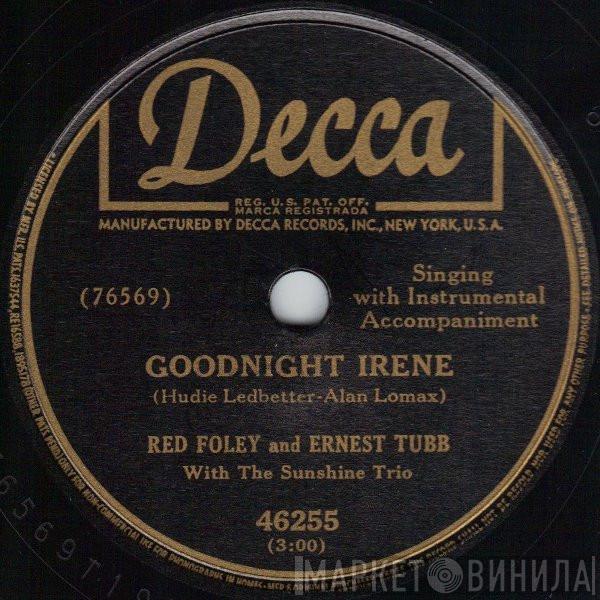 Decca
REG. U.S. PAT. OFF.
MARCA REGISTRADA
MANUFACTURED BY DECCA RECORDS, INC., NEW YORK, U.S.A.
(76569)
Singing
with Instrumental
Accompaniment
GOODNIGHT IRENE
(Hudie Ledbetter-Alan Lomax)
RED FOLEY and ERNEST TUBB
With The Sunshine Trio
46255
(3:00)
МАРКЕТ ВИНИЛА